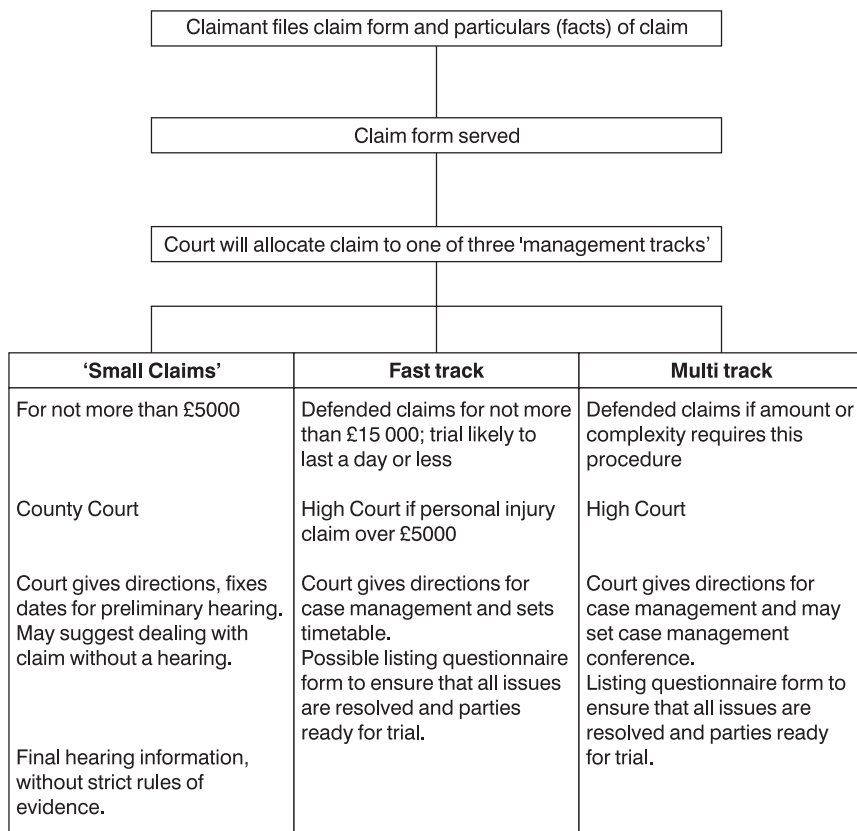 Claimant files claim form and particulars (facts) of claim
Claim form served
Court will allocate claim to one of three 'management tracks'
‘Small Claims’
For not more than £5000
County Court
Court gives directions, fixes
dates for preliminary hearing.
May suggest dealing with
claim without a hearing.
Final hearing information,
without strict rules of
evidence.
Fast track
Defended claims for not more
than £15 000; trial likely to
last a day or less
High Court if personal injury
claim over £5000
Court gives directions for
case management and sets
timetable.
Possible listing questionnaire
form to ensure that all issues
are resolved and parties
ready for trial.
Multi track
Defended claims if amount or
complexity requires this
procedure
High Court
Court gives directions for
case management and may
set case management
conference.
Listing questionnaire form to
ensure that all issues are
resolved and parties ready
for trial.